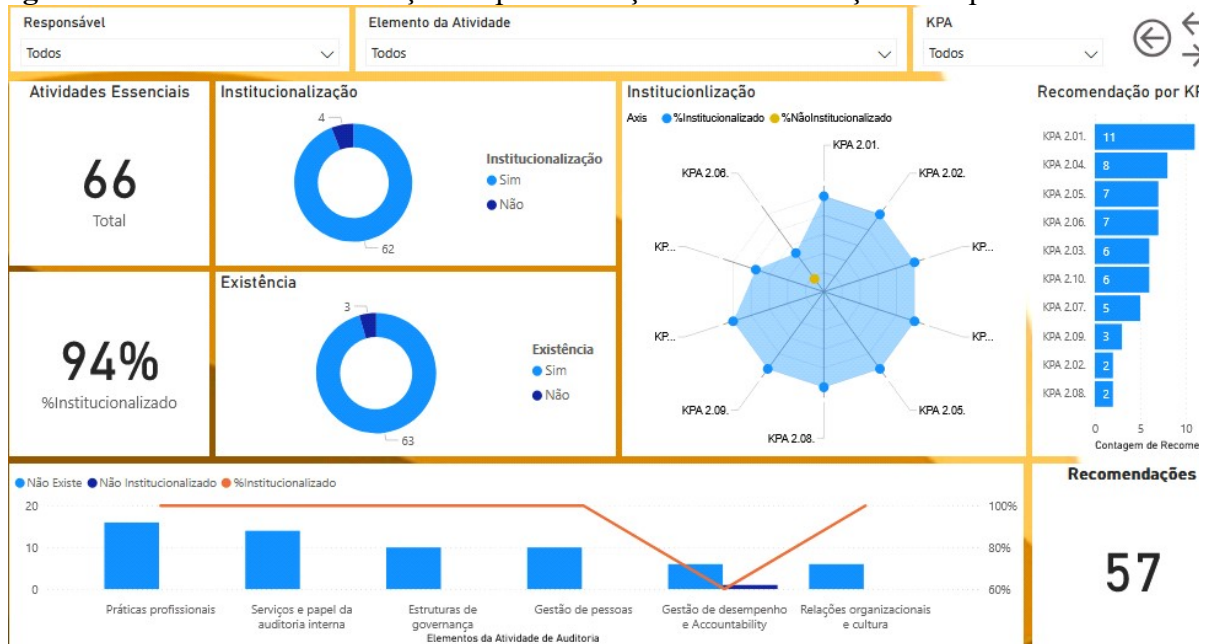 Responsável
Todos
Elemento da Atividade
Todos
KPA
Todos
Atividades Essenciais
66
Total
Institucionalização
4
62
Institucionalização
Sim
Não
94%
%Institucionalizado
Existência
3
63
Existência
Sim
Não
Institucionlização
Axis %Institucionalizado %NãoInstitucionalizado
KPA 2.01.
KPA 2.02.
KP...
KP...
KPA 2.05.
KPA 2.08.
KPA 2.09.
KP...
KP...
KPA 2.06.
Recomendação por
KPA 2.01. 11
KPA 2.04. 8
KPA 2.05. 7
KPA 2.06. 7
KPA 2.03. 6
KPA 2.10. 6
KPA 2.07. 5
KPA 2.09. 3
KPA 2.02. 2
KPA 2.08. 2
0 5 10
Contagem de Recome
Não Existe Não Institucionalizado %Institucionalizado
20
10
0
100%
80%
60%
Práticas profissionais
Serviços e papel da
auditoria interna
Estruturas de
governança
Gestão de pessoas
Gestão de desempenho
e Accountability
Relações organizacionais
e cultura
Elementos da Atividade de Auditoria
Recomendações
57